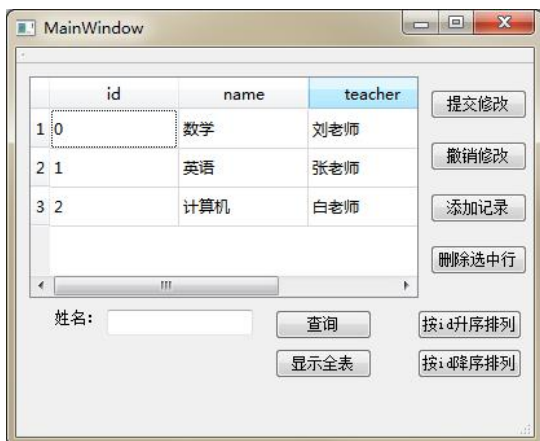 MainWindow
id name teacher
1 0 数学 刘老师
2 1 英语 张老师
3 2 计算机 白老师
提交修改
撤销修改
添加记录
删除选中行
姓名: 查询 按id升序排列
显示全表 按id降序排列